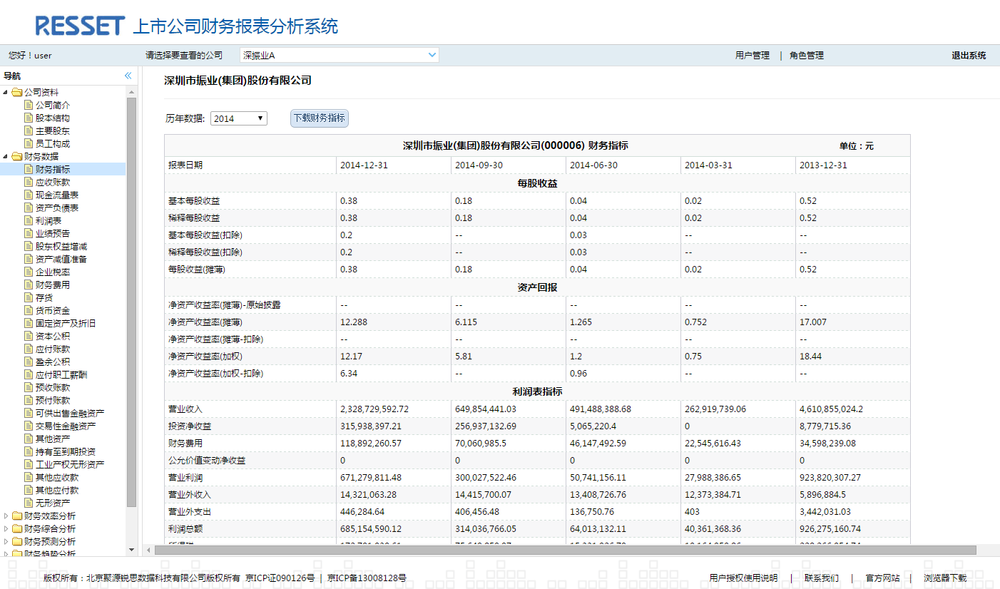 RESSET 上市公司财务报表分析系统
您好！user 请选择要查看的公司 深振业A 用户管理 | 角色管理 退出系统
导航
公司资料
公司简介
股本结构
主要股东
员工构成
财务数据
财务指标
应收账款
现金流量表
资产负债表
利润表
业绩预告
股东权益增减
资产减值准备
企业税率
财务费用
存货
货币资金
固定资产及折旧
资本公积
应付账款
盈余公积
应付职工薪酬
预收账款
预付账款
可供出售金融资产
交易性金融资产
其他资产
持有至到期投资
工业产权无形资产
其他应收款
其他应付款
无形资产
财务效率分析
财务综合分析
财务预测分析
财务趋势分析
深圳市振业(集团)股份有限公司
历年数据: 2014 下载财务指标
深圳市振业(集团)股份有限公司(000006) 财务指标 单位：元
报表日期 2014-12-31 2014-09-30 2014-06-30 2014-03-31 2013-12-31
每股收益
基本每股收益 0.38 0.18 0.04 0.02 0.52
稀释每股收益 0.38 0.18 0.04 0.02 0.52
基本每股收益(扣除) 0.2 -- 0.03 -- --
稀释每股收益(扣除) 0.2 -- 0.03 -- --
每股收益(摊薄) 0.38 0.18 0.04 0.02 0.52
资产回报
净资产收益率(摊薄)-原始披露 -- -- -- -- --
净资产收益率(摊薄) 12.288 6.115 1.265 0.752 17.007
净资产收益率(摊薄-扣除) -- -- -- -- --
净资产收益率(加权) 12.17 5.81 1.2 0.75 18.44
净资产收益率(加权-扣除) 6.34 -- 0.96 -- --
利润表指标
营业收入 2,328,729,592.72 649,854,441.03 491,488,388.68 262,919,739.06 4,610,855,024.2
投资净收益 315,938,397.21 256,937,132.69 5,065,220.4 0 8,779,715.36
财务费用 118,892,260.57 70,060,985.5 46,147,492.59 22,545,616.43 34,598,239.08
公允价值变动净收益 0 0 0 0 0
营业利润 671,279,811.48 300,027,522.46 50,741,156.11 27,988,386.65 923,820,307.27
营业外收入 14,321,063.28 14,415,700.07 13,408,726.76 12,373,384.71 5,896,884.5
营业外支出 446,284.64 406,456.48 136,750.76 403 3,442,031.03
利润总额 685,154,590.12 314,036,766.05 64,013,132.11 40,361,368.36 926,275,160.74
版权所有：北京聚源锐思数据科技有限公司版权所有 京ICP证090126号 | 京ICP备13008128号 用户授权使用说明 | 联系我们 | 官方网站 | 浏览器下载